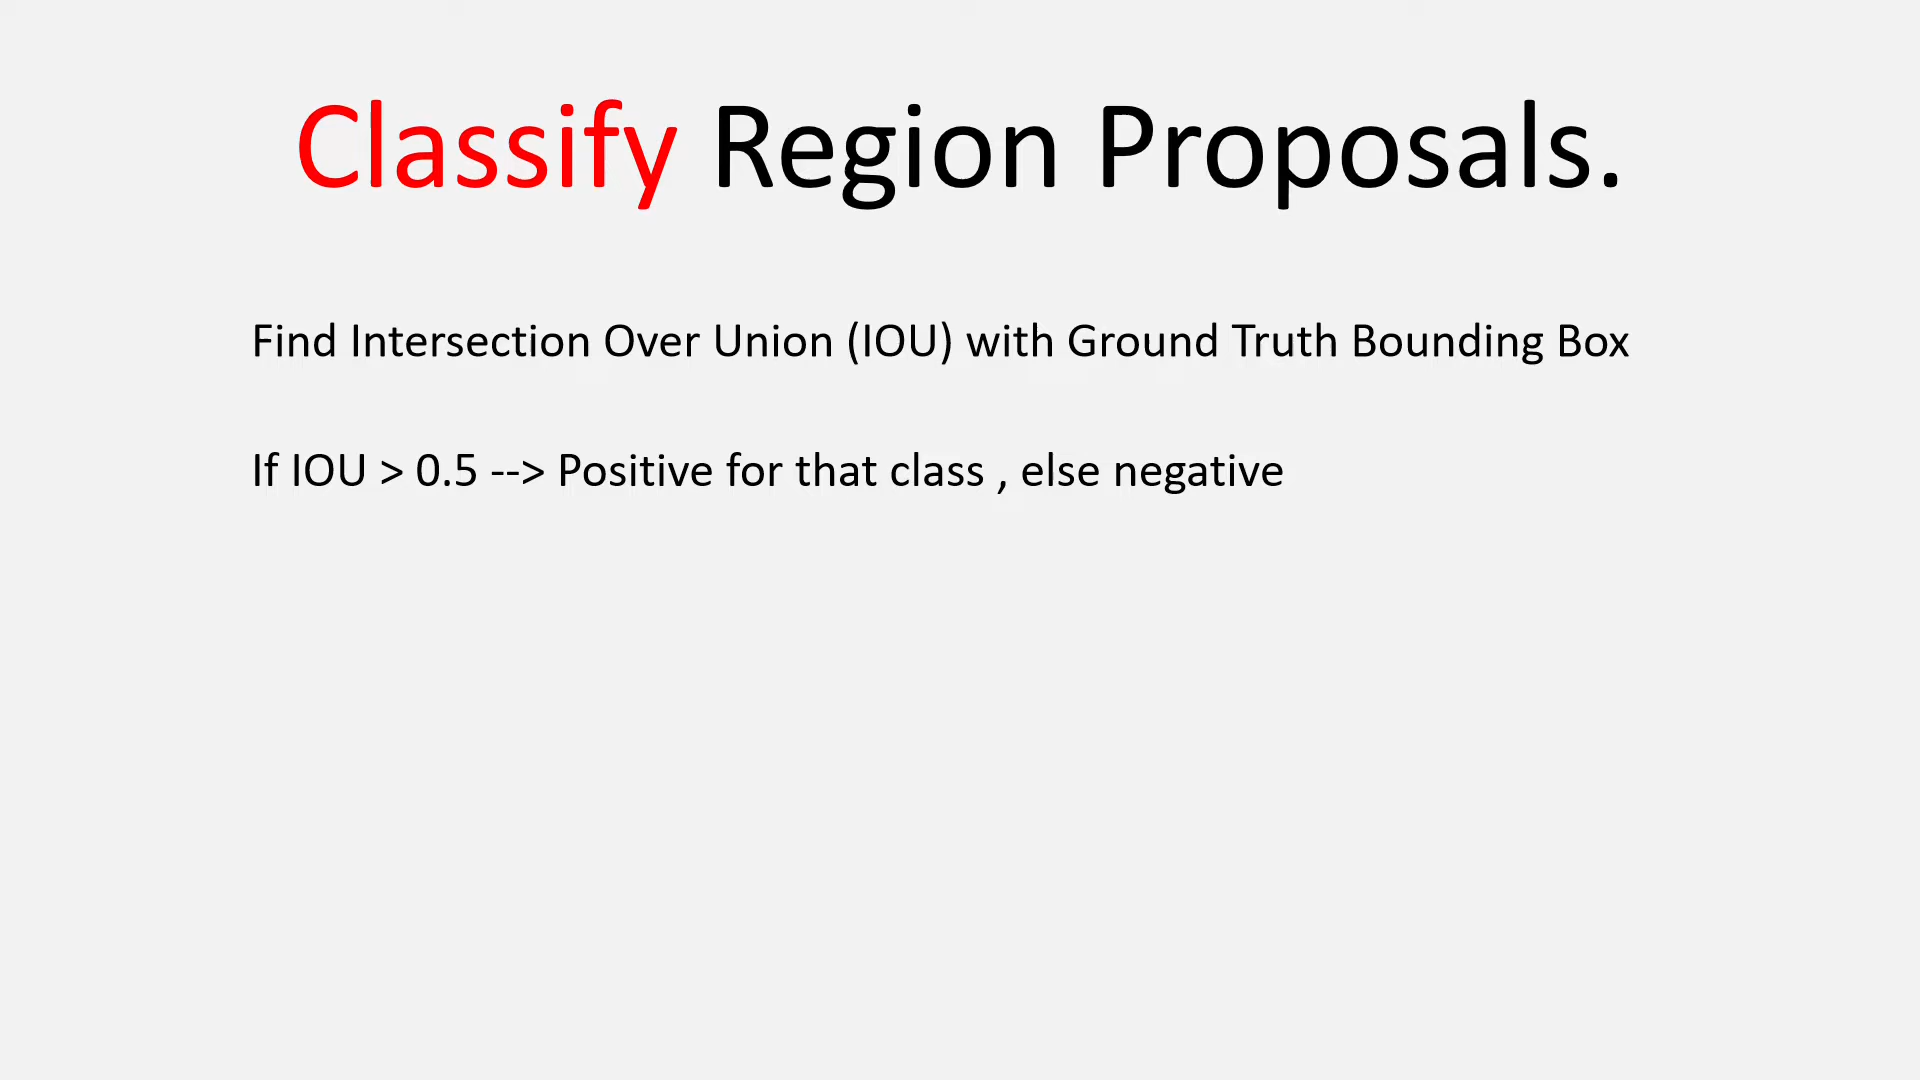 Classify Region Proposals.
Find Intersection Over Union (IOU) with Ground Truth Bounding Box
If IOU > 0.5 --> Positive for that class , else negative